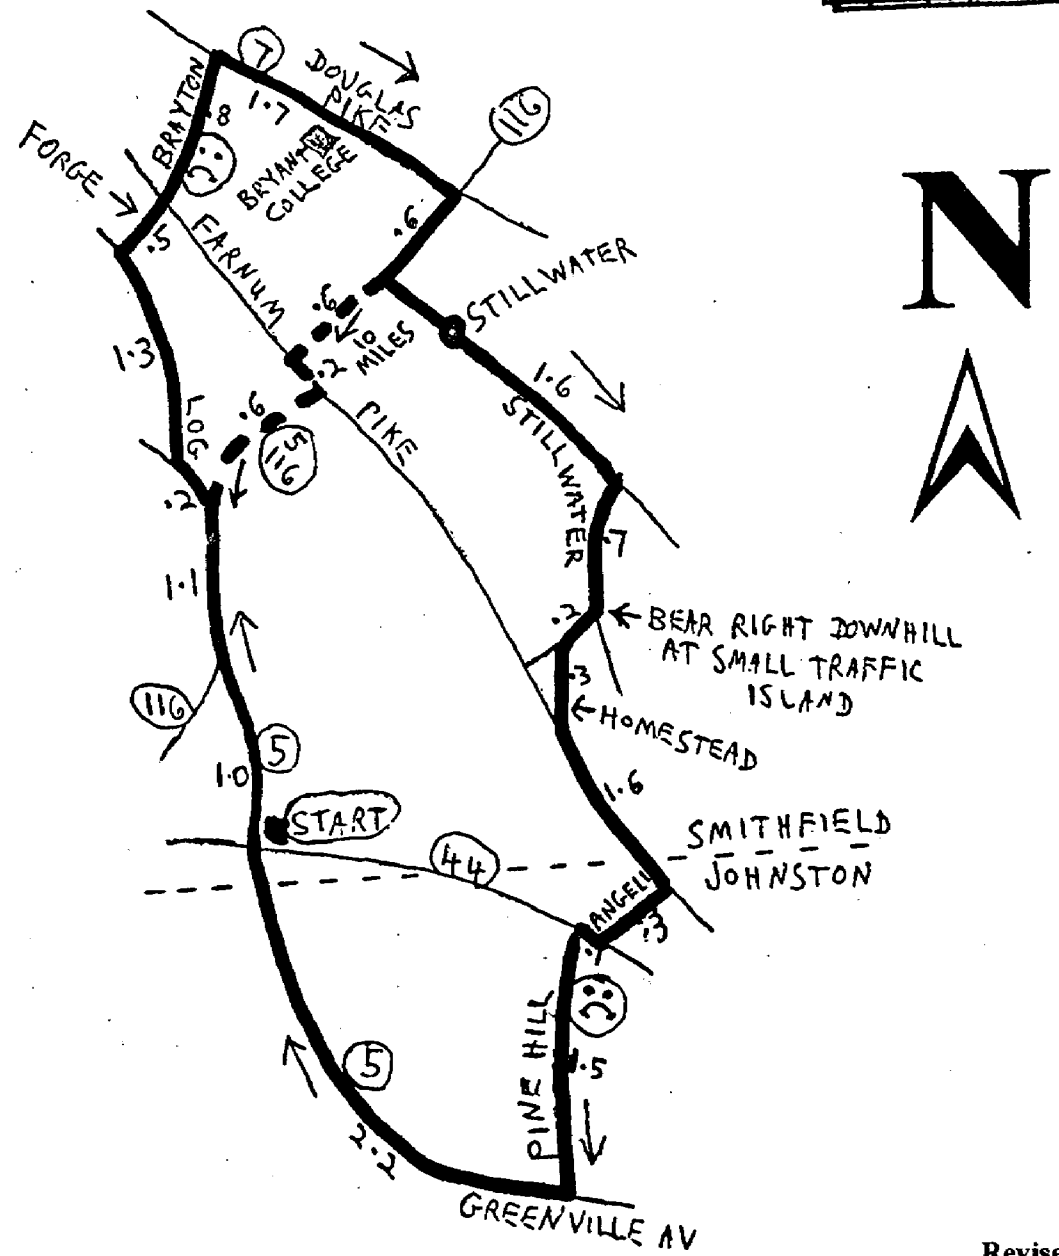 7
DOUGLAS
PIKE
1.7
116
BRAYTON
.8
BRYANT
COLLEGE
FORGE
.5
N
FARNUM
PIKE
.6
.6
10
MILES
.2
STILLWATER
1.3
LOG
.6
5
116
1.6
STILLWATER
.2
.7
1.1
.2
BEAR RIGHT DOWNHILL
AT SMALL TRAFFIC
ISLAND
.3
HOMESTEAD
116
5
1.0
1.6
START
SMITHFIELD
JOHNSTON
44
ANGELL
.3
.1
PINE HILL
1.5
5
2.2
GREENVILLE AV